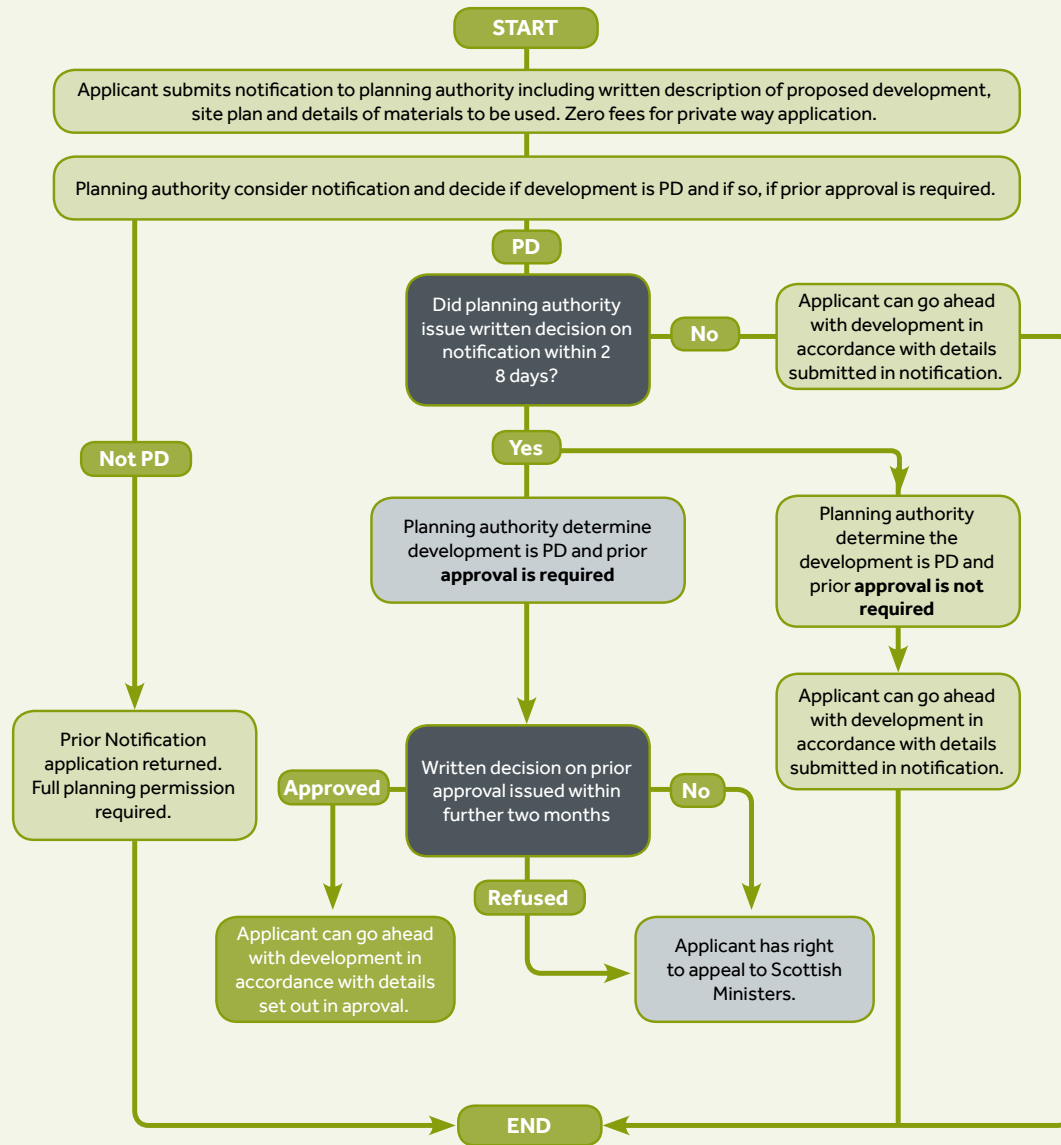 START
Applicant submits notification to planning authority including written description of proposed development,
site plan and details of materials to be used. Zero fees for private way application.
Planning authority consider notification and decide if development is PD and if so, if prior approval is required.
PD
Did planning authority
issue written decision on
notification within 2
8 days?
No
Applicant can go ahead
with development in
accordance with details
submitted in notification.
Not PD
Yes
Planning authority determine
development is PD and prior
approval is required
Planning authority
determine the
development is PD and
prior approval is not
required
Applicant can go ahead
with development in
accordance with details
submitted in notification.
Prior Notification
application returned.
Full planning permission
required.
Approved
Written decision on prior
approval issued within
further two months
No
Refused
Applicant can go ahead
with development in
accordance with details
set out in aproval.
Applicant has right
to appeal to Scottish
Ministers.
END